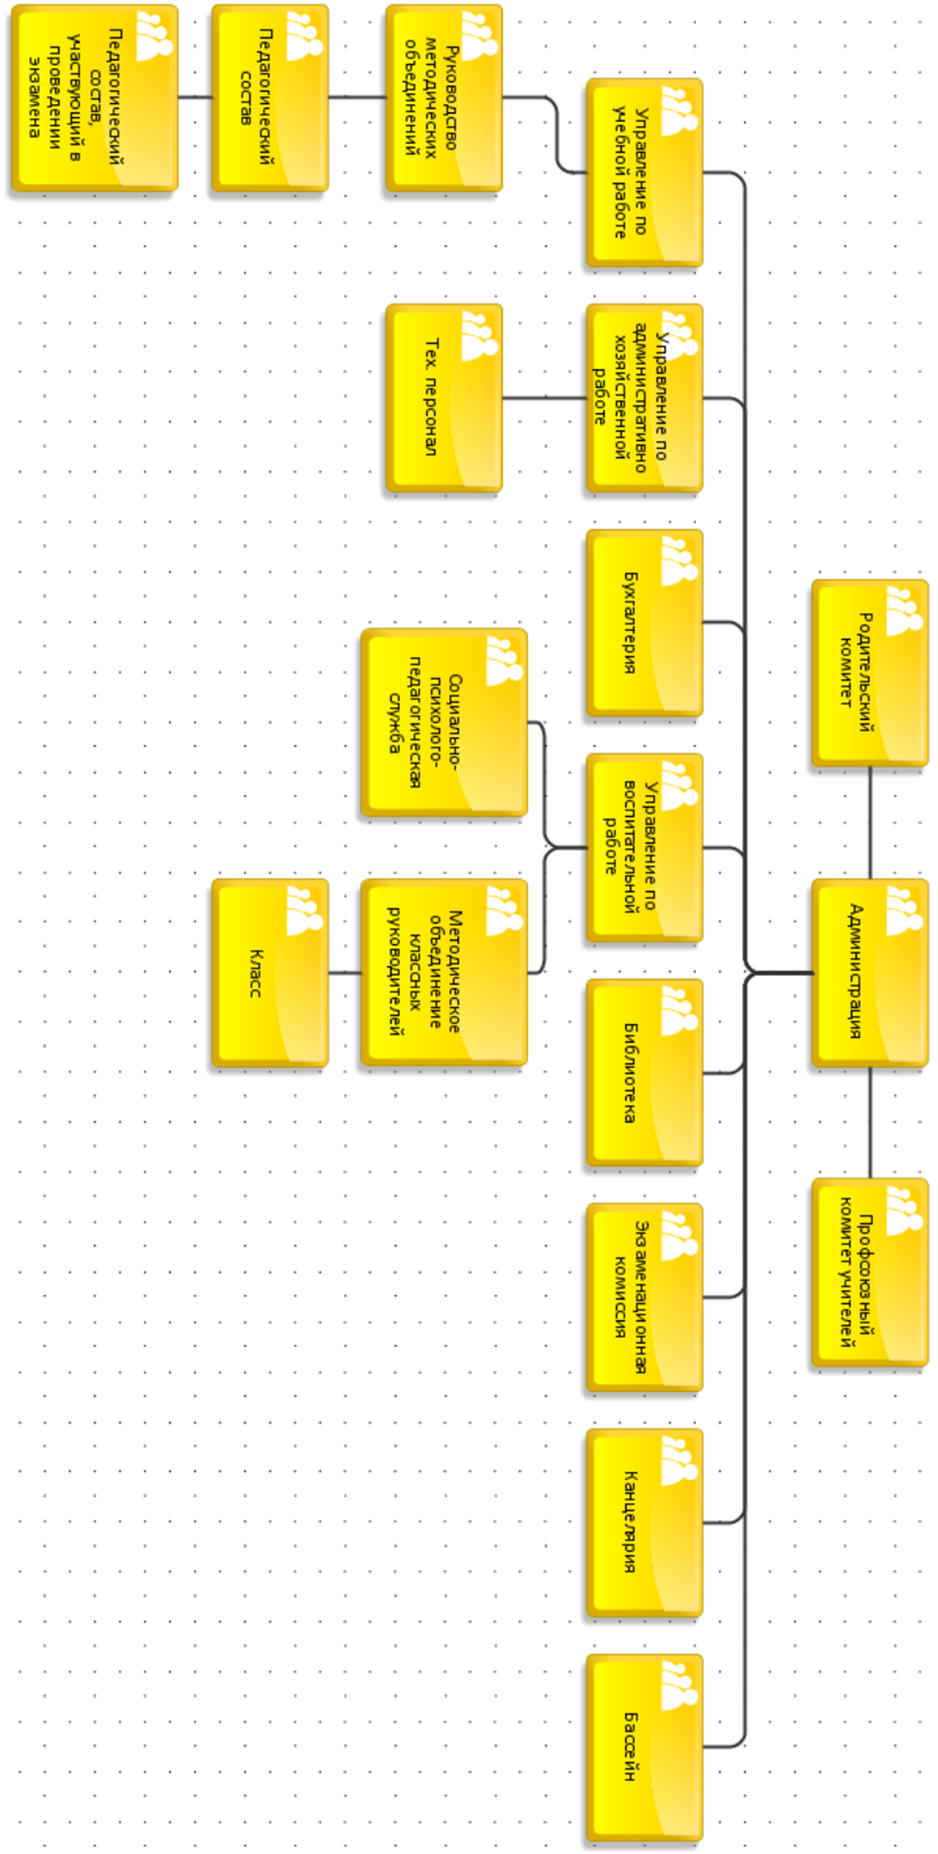 Родительский
комитет
Администрация
Профсоюзный
комитет учителей
Управление по
учебной работе
Управление по
административно
хозяйственной
работе
Бухгалтерия
Управление по
воспитательной
работе
Библиотека
Экзаменационная
комиссия
Канцелярия
Бассейн
Руководство
методических
объединений
Тех. персонал
Социально-
психолого-
педагогическая
служба
Методическое
объединение
классных
руководителей
Педагогический
состав
Класс
Педагогический
состав,
участвующий в
проведении
экзамена